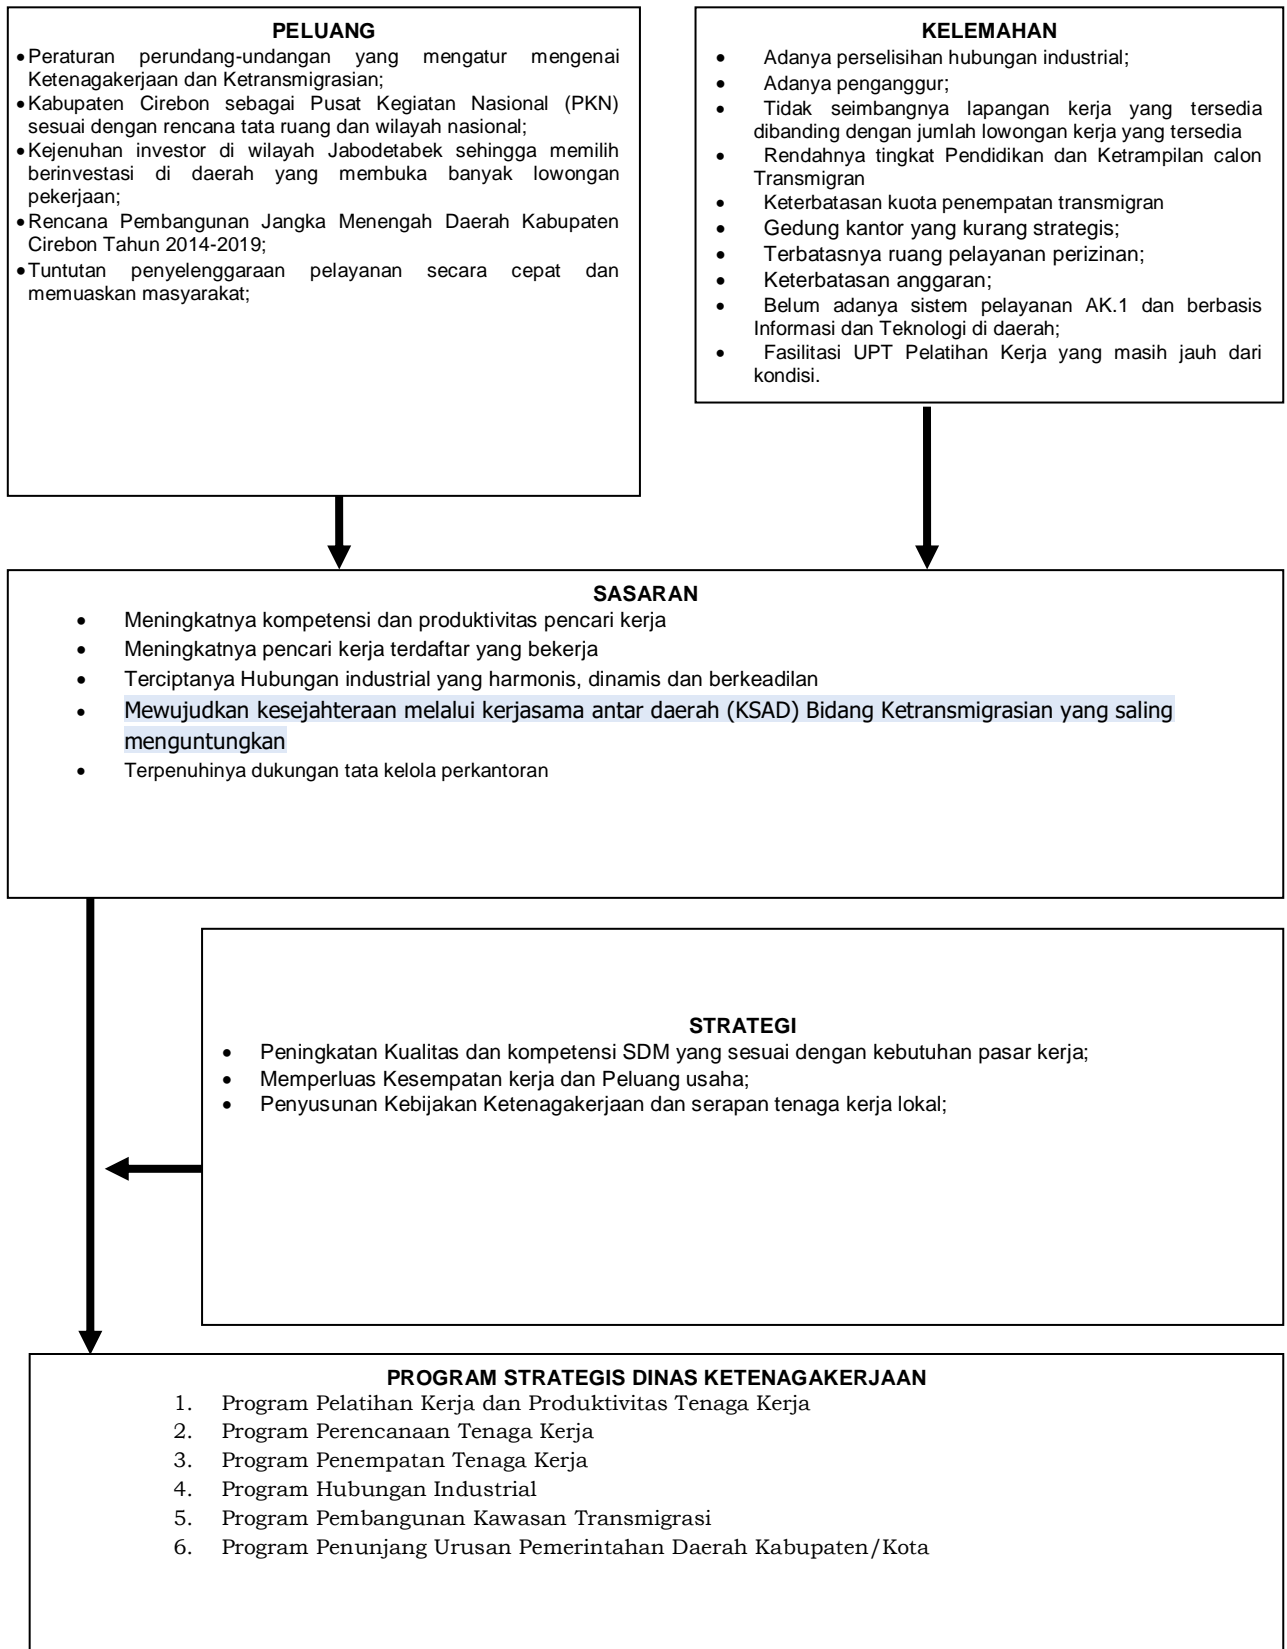 PELUANG
• Peraturan perundang-undangan yang mengatur mengenai
Ketenagakerjaan dan Ketransmigrasian;
• Kabupaten Cirebon sebagai Pusat Kegiatan Nasional (PKN)
sesuai dengan rencana tata ruang dan wilayah nasional;
• Kejenuhan investor di wilayah Jabodetabek sehingga memilih
berinvestasi di daerah yang membuka banyak lowongan
pekerjaan;
• Rencana Pembangunan Jangka Menengah Daerah Kabupaten
Cirebon Tahun 2014-2019;
• Tuntutan penyelenggaraan pelayanan secara cepat dan
memuaskan masyarakat;
KELEMAHAN
• Adanya perselisihan hubungan industrial;
• Adanya penganggur;
• Tidak seimbangnya lapangan kerja yang tersedia
dibanding dengan jumlah lowongan kerja yang tersedia
• Rendahnya tingkat Pendidikan dan Ketrampilan calon
Transmigran
• Keterbatasan kuota penempatan transmigran
• Gedung kantor yang kurang strategis;
• Terbatasnya ruang pelayanan perizinan;
• Keterbatasan anggaran;
• Belum adanya sistem pelayanan AK.1 dan berbasis
Informasi dan Teknologi di daerah;
• Fasilitasi UPT Pelatihan Kerja yang masih jauh dari
kondisi.
SASARAN
• Meningkatnya kompetensi dan produktivitas pencari kerja
• Meningkatnya pencari kerja terdaftar yang bekerja
• Terciptanya Hubungan industrial yang harmonis, dinamis dan berkeadilan
• Mewujudkan kesejahteraan melalui kerjasama antar daerah (KSAD) Bidang Ketransmigrasian yang saling
menguntungkan
• Terpenuhinya dukungan tata kelola perkantoran
STRATEGI
• Peningkatan Kualitas dan kompetensi SDM yang sesuai dengan kebutuhan pasar kerja;
• Memperluas Kesempatan kerja dan Peluang usaha;
• Penyusunan Kebijakan Ketenagakerjaan dan serapan tenaga kerja lokal;
PROGRAM STRATEGIS DINAS KETENAGAKERJAAN
1. Program Pelatihan Kerja dan Produktivitas Tenaga Kerja
2. Program Perencanaan Tenaga Kerja
3. Program Penempatan Tenaga Kerja
4. Program Hubungan Industrial
5. Program Pembangunan Kawasan Transmigrasi
6. Program Penunjang Urusan Pemerintahan Daerah Kabupaten/Kota